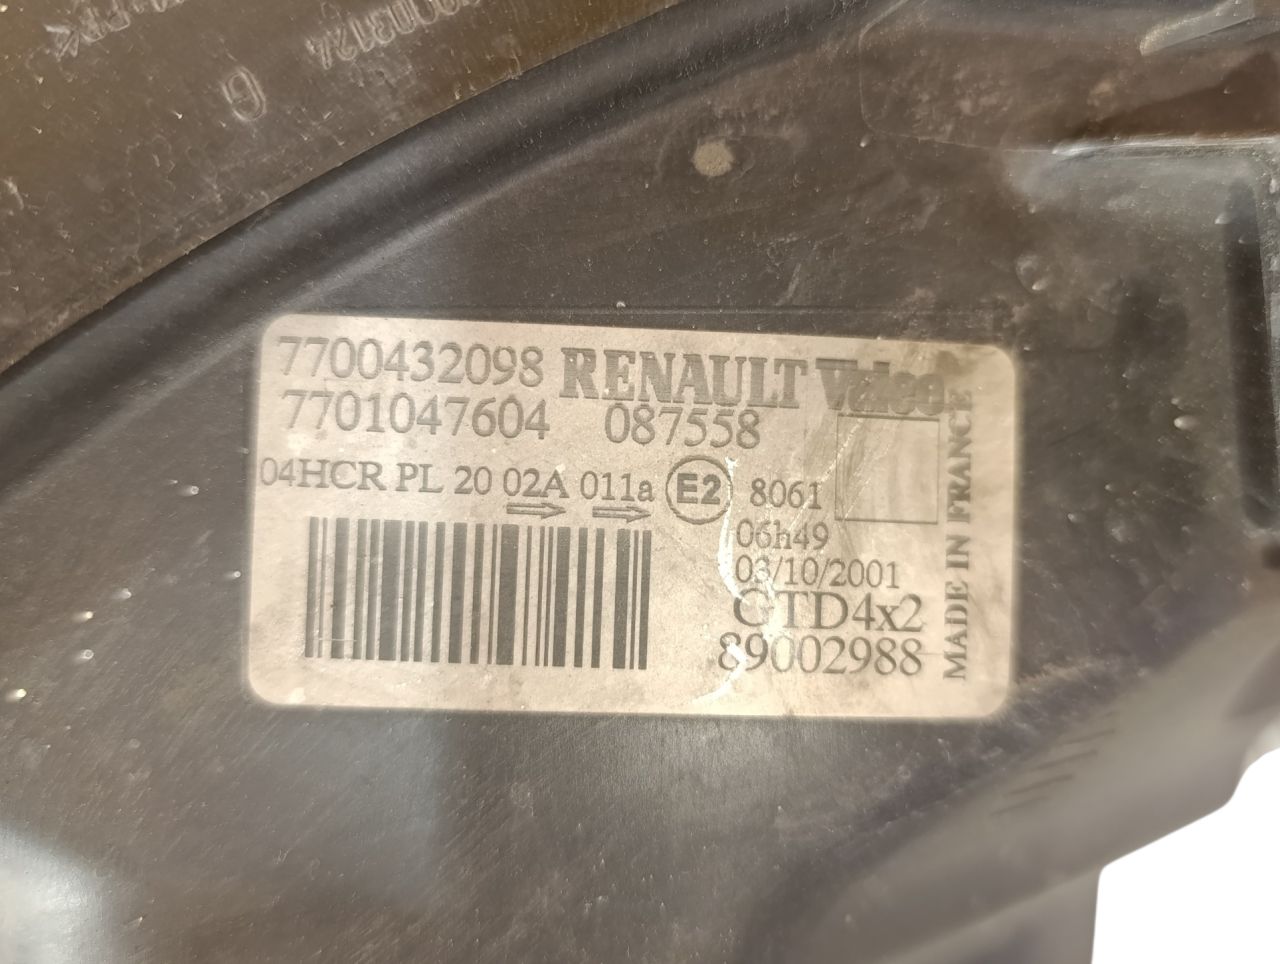 G
7700432098 RENAULT Valeo
7701047604 087558
04HCR PL 20 02A 011a E2 8061
06h49
03/10/2001
GTD4x2
89002988
MADE IN FRANCE